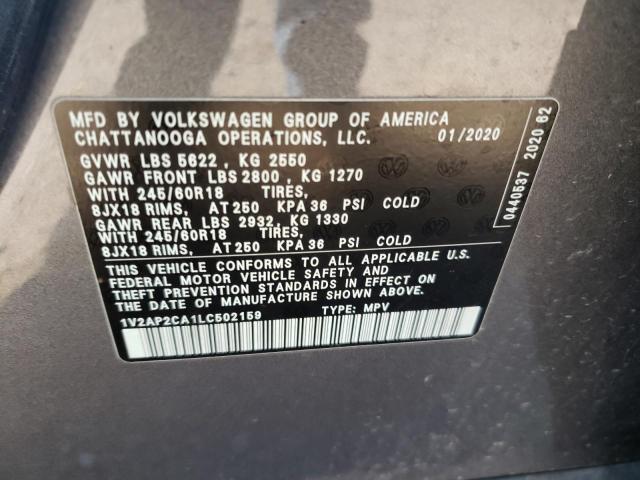 MFD BY VOLKSWAGEN GROUP OF AMERICA
CHATTANOOGA OPERATIONS, LLC. 01/2020
GVWR LBS 5622 , KG 2550
GAWR FRONT LBS 2800 , KG 1270
WITH 245/60R18 TIRES,
8JX18 RIMS, AT 250 KPA 36 PSI COLD
GAWR REAR LBS 2932, KG 1330
WITH 245/60R18 TIRES,
8JX18 RIMS, AT 250 KPA 36 PSI COLD
THIS VEHICLE CONFORMS TO ALL APPLICABLE U.S.
FEDERAL MOTOR VEHICLE SAFETY AND
THEFT PREVENTION STANDARDS IN EFFECT ON
THE DATE OF MANUFACTURE SHOWN ABOVE.
1V2AP2CA1LC502159 TYPE: MPV
0440537 2020 62